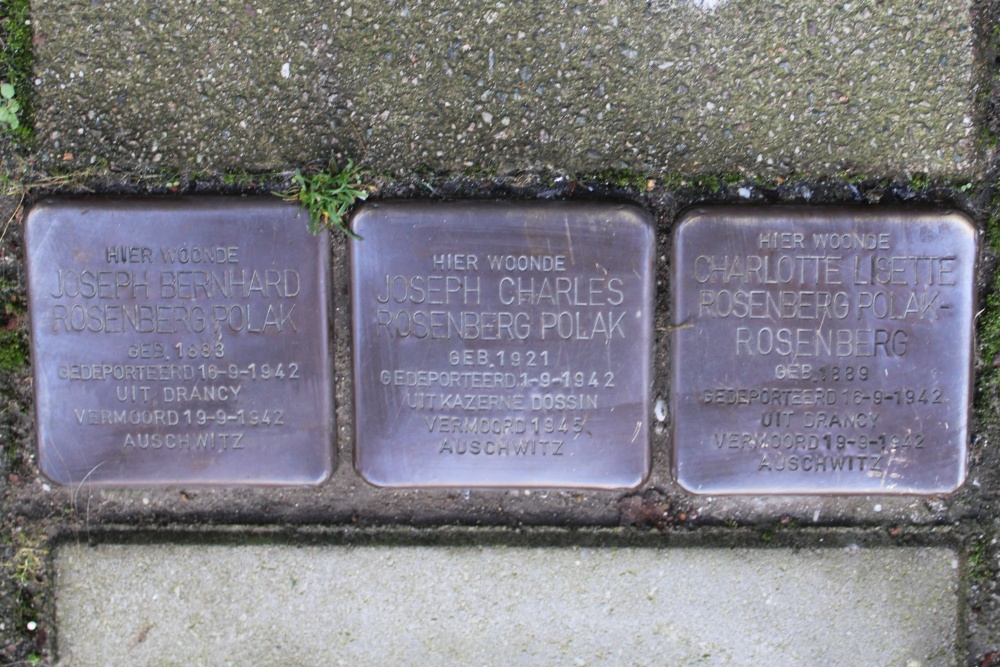 HIER WOONDE
JOSEPH BERNHARD
ROSENBERG POLAK
GEB. 1883
GEDEPORTEERD 16-9-1942
UIT DRANCY
VERMOORD 19-9-1942
AUSCHWITZ
HIER WOONDE
JOSEPH CHARLES
ROSENBERG POLAK
GEB. 1921
GEDEPORTEERD 1-9-1942
UIT KAZERNE DOSSIN
VERMOORD 1943
AUSCHWITZ
HIER WOONDE
CHARLOTTE LISETTE
ROSENBERG POLAK-
ROSENBERG
GEB. 1889
GEDEPORTEERD 16-9-1942
UIT DRANCY
VERMOORD 19-9-1942
AUSCHWITZ